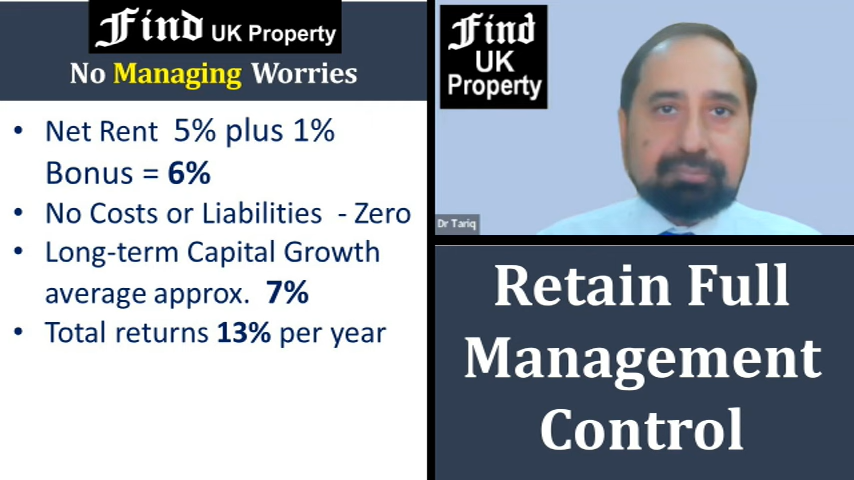 Find UK Property
No Managing Worries
• Net Rent 5% plus 1%
Bonus = 6%
• No Costs or Liabilities - Zero
• Long-term Capital Growth
average approx. 7%
• Total returns 13% per year
Find
UK
Property
Dr Tariq
Retain Full
Management
Control